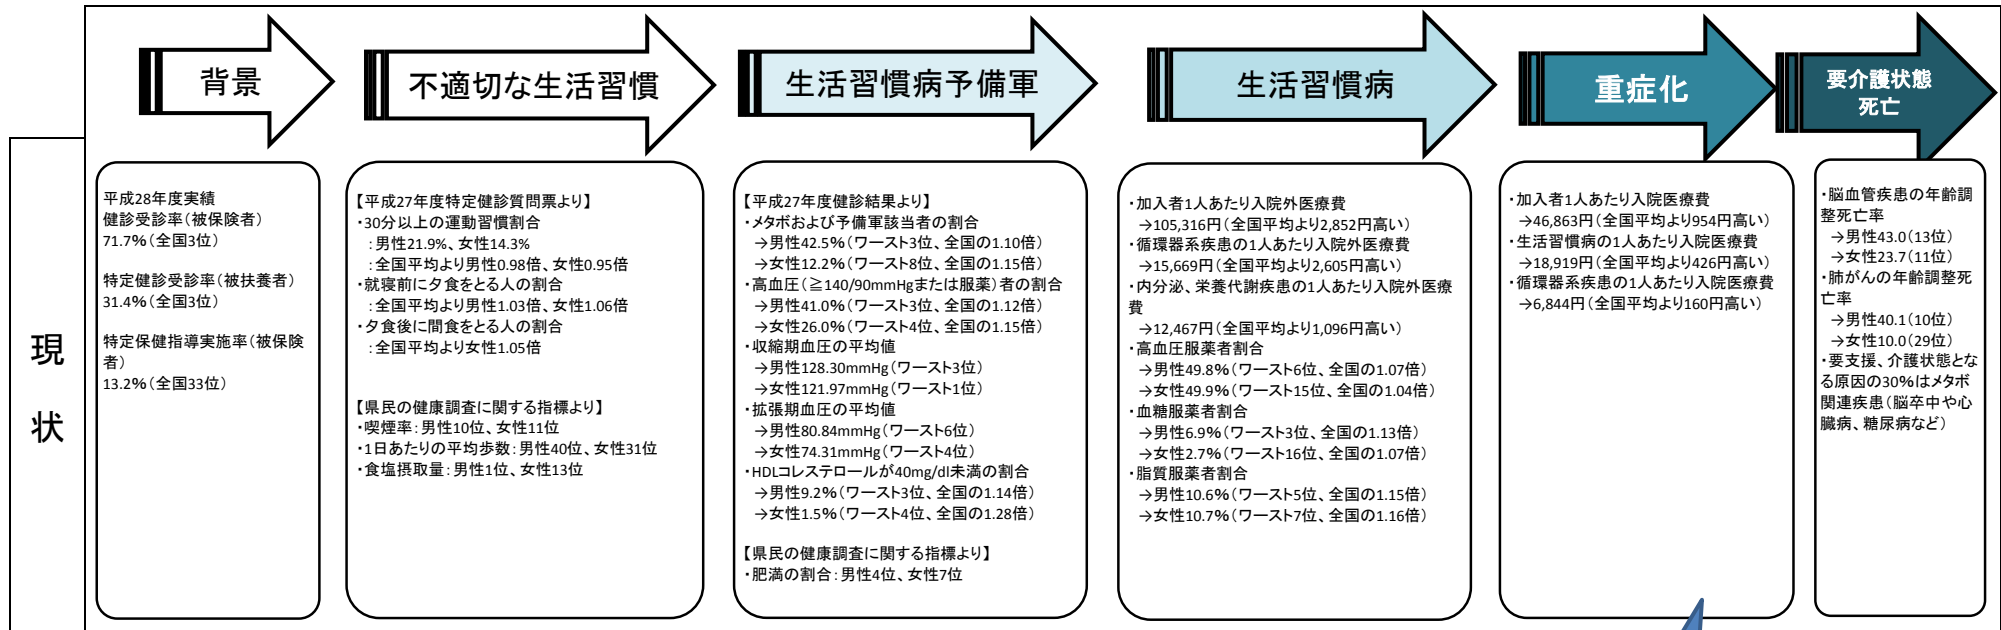 背景
不適切な生活習慣
生活習慣病予備軍
生活習慣病
重症化
要介護状態
死亡
現
状
平成28年度実績
健診受診率(被保険者)
71.7%(全国3位)
特定健診受診率(被扶養者)
31.4%(全国3位)
特定保健指導実施率(被保険
者)
13.2%(全国33位)
【平成27年度特定健診質問票より】
・30分以上の運動習慣割合
:男性21.9%、女性14.3%
:全国平均より男性0.98倍、女性0.95倍
・就寝前に夕食をとる人の割合
:全国平均より男性1.03倍、女性1.06倍
・夕食後に間食をとる人の割合
:全国平均より女性1.05倍
【県民の健康調査に関する指標より】
・喫煙率:男性10位、女性11位
・1日あたりの平均歩数:男性40位、女性31位
・食塩摂取量:男性1位、女性13位
【平成27年度健診結果より】
・メタボおよび予備軍該当者の割合
→男性42.5%(ワースト3位、全国の1.10倍)
→女性12.2%(ワースト8位、全国の1.15倍)
・高血圧(≧140/90mmHgまたは服薬)者の割合
→男性41.0%(ワースト3位、全国の1.12倍)
→女性26.0%(ワースト4位、全国の1.15倍)
・収縮期血圧の平均値
→男性128.30mmHg(ワースト3位)
→女性121.97mmHg(ワースト1位)
・拡張期血圧の平均値
→男性80.84mmHg(ワースト6位)
→女性74.31mmHg(ワースト4位)
・HDLコレステロールが40mg/dl未満の割合
→男性9.2%(ワースト3位、全国の1.14倍)
→女性1.5%(ワースト4位、全国の1.28倍)
【県民の健康調査に関する指標より】
・肥満の割合:男性4位、女性7位
・加入者1人あたり入院外医療費
→105,316円(全国平均より2,852円高い)
・循環器系疾患の1人あたり入院外医療費
→15,669円(全国平均より2,605円高い)
・内分泌、栄養代謝疾患の1人あたり入院外医療
費
→12,467円(全国平均より1,096円高い)
・高血圧服薬者割合
→男性49.8%(ワースト6位、全国の1.07倍)
→女性49.9%(ワースト15位、全国の1.04倍)
・血糖服薬者割合
→男性6.9%(ワースト3位、全国の1.13倍)
→女性2.7%(ワースト16位、全国の1.07倍)
・脂質服薬者割合
→男性10.6%(ワースト5位、全国の1.15倍)
→女性10.7%(ワースト7位、全国の1.16倍)
・加入者1人あたり入院医療費
→46,863円(全国平均より954円高い)
・生活習慣病の1人あたり入院医療費
→18,919円(全国平均より426円高い)
・循環器系疾患の1人あたり入院医療費
→6,844円(全国平均より160円高い)
・脳血管疾患の年齢調
整死亡率
→男性43.0(13位)
→女性23.7(11位)
・肺がんの年齢調整死
亡率
→男性40.1(10位)
→女性10.0(29位)
・要支援、介護状態とな
る原因の30%はメタボ
関連疾患(脳卒中や心
臓病、糖尿病など)